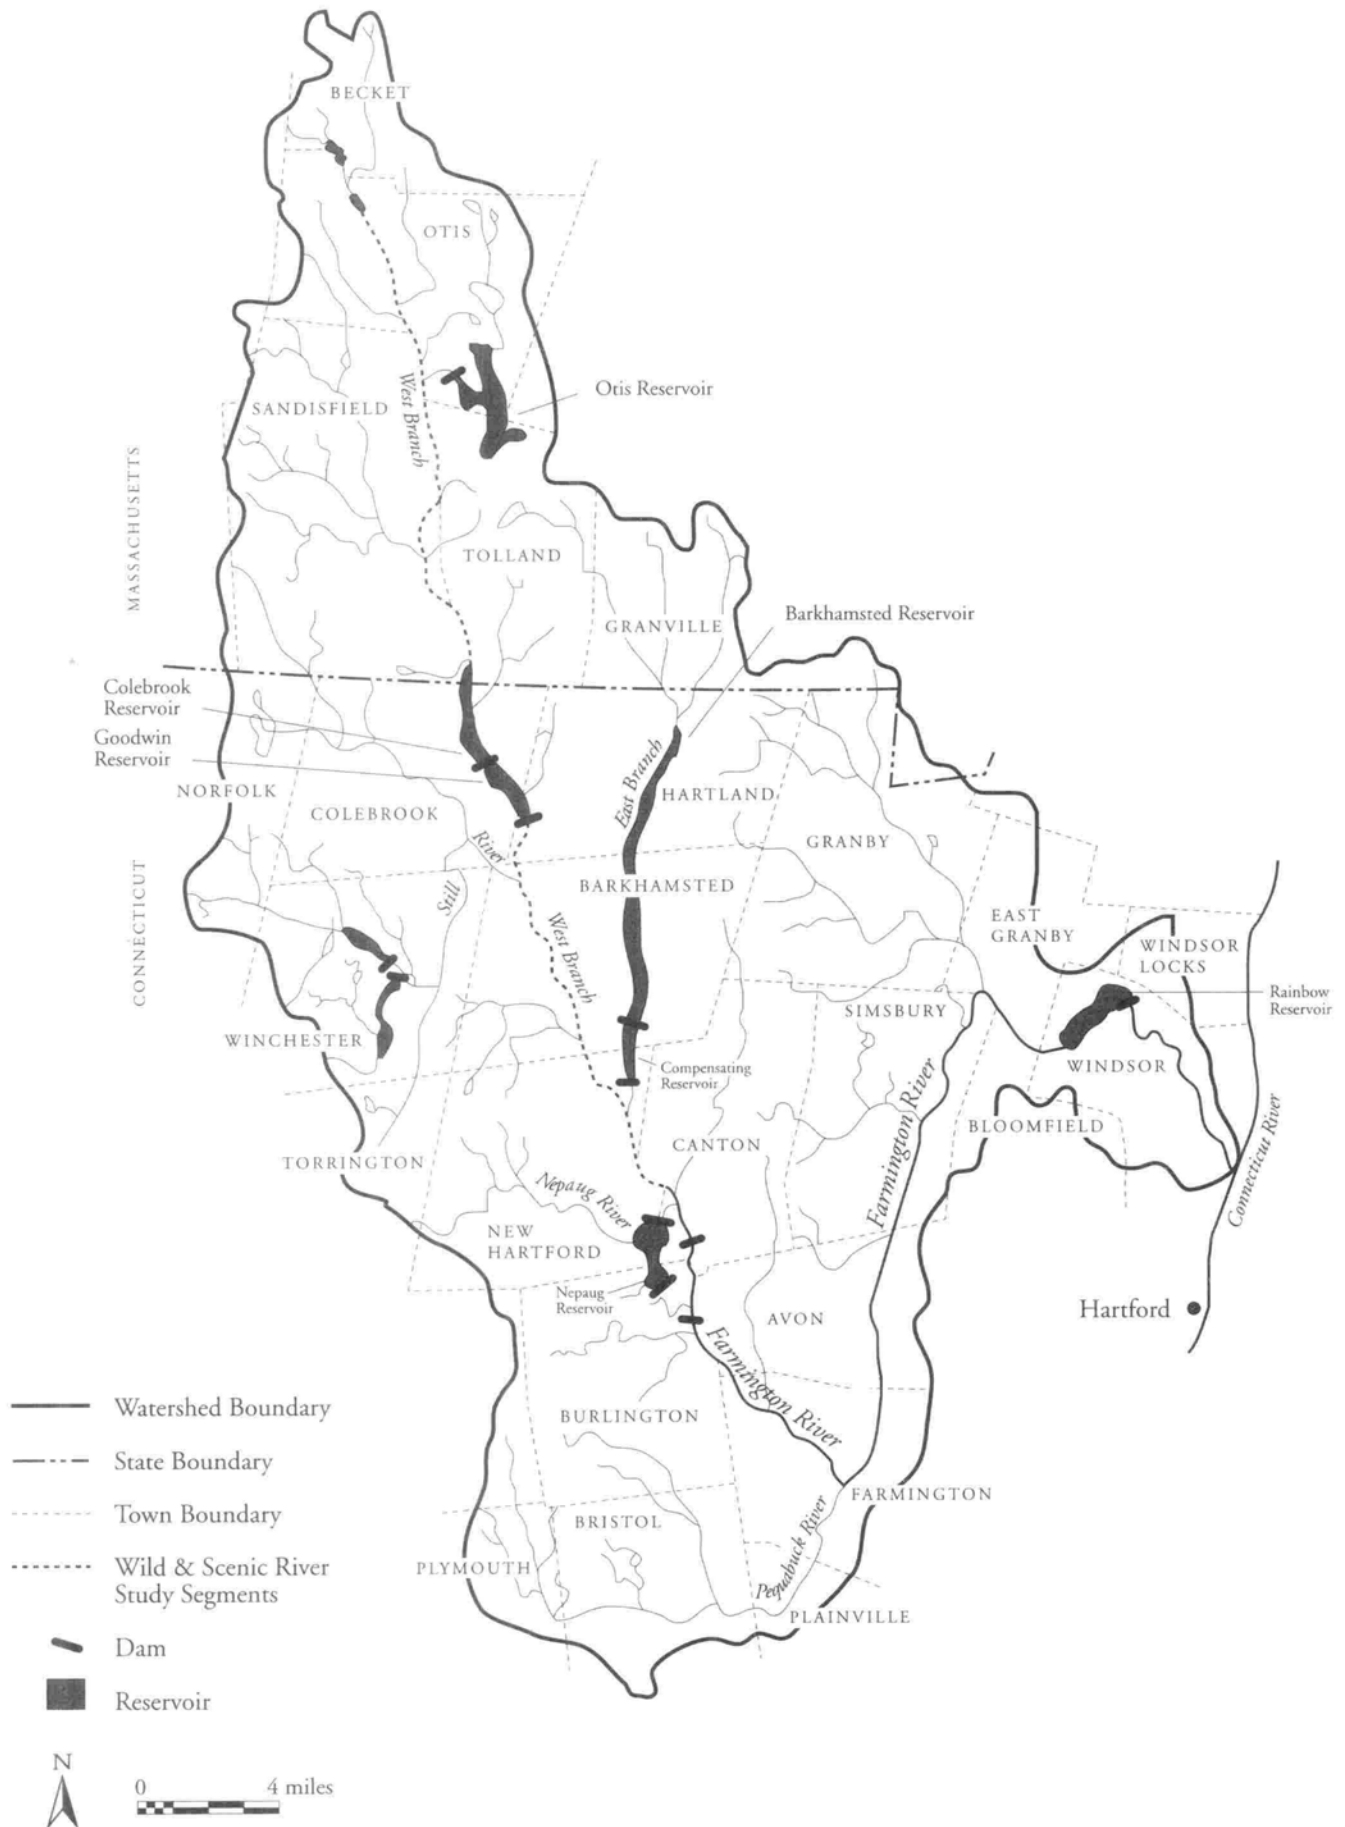 BECKET
OTIS
Otis Reservoir
West Branch
SANDISFIELD
MASSACHUSETTS
TOLLAND
Barkhamsted Reservoir
GRANVILLE
Colebrook
Reservoir
Goodwin
Reservoir
East Branch
NORFOLK
HARTLAND
COLEBROOK
River
GRANBY
CONNECTICUT
Still
BARKHAMSTED
West Branch
EAST
GRANBY
WINDSOR
LOCKS
Rainbow
Reservoir
SIMSBURY
WINCHESTER
Compensating
Reservoir
WINDSOR
Farmington River
BLOOMFIELD
Connecticut River
CANTON
TORRINGTON
Nepaug River
NEW
HARTFORD
Nepaug
Reservoir
AVON
Hartford
Farmington River
Watershed Boundary
BURLINGTON
State Boundary
FARMINGTON
Town Boundary
BRISTOL
Pequabuck River
PLYMOUTH
Wild & Scenic River
Study Segments
PLAINVILLE
Dam
Reservoir
N
0 4 miles